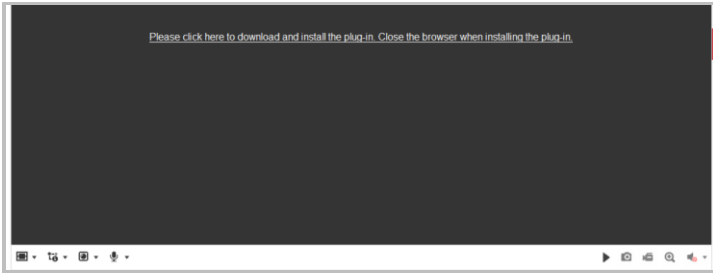 Please click here to download and install the plug-in. Close the browser when installing the plug-in.